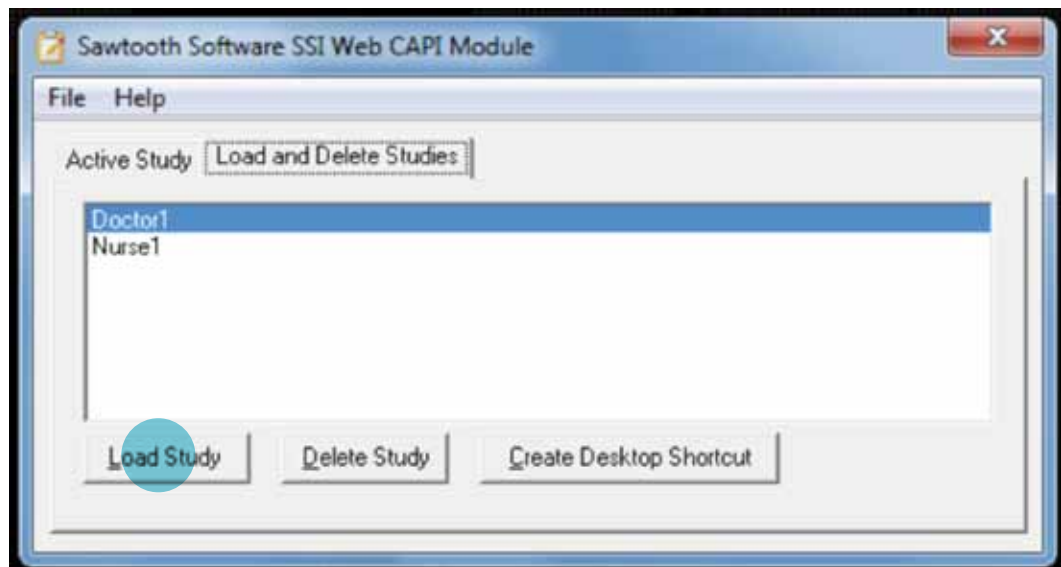 Sawtooth Software SSI Web CAPI Module
File Help
Active Study Load and Delete Studies
Doctor1
Nurse1
Load Study Delete Study Create Desktop Shortcut